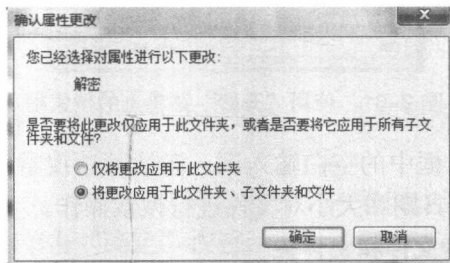 确认属性更改
您已经选择对属性进行以下更改:
解密
是否要将此更改仅应用于此文件夹，或者是否要将它应用于所有子文
件夹和文件?
仅将更改应用于此文件夹
将更改应用于此文件夹、子文件夹和文件
确定
取消